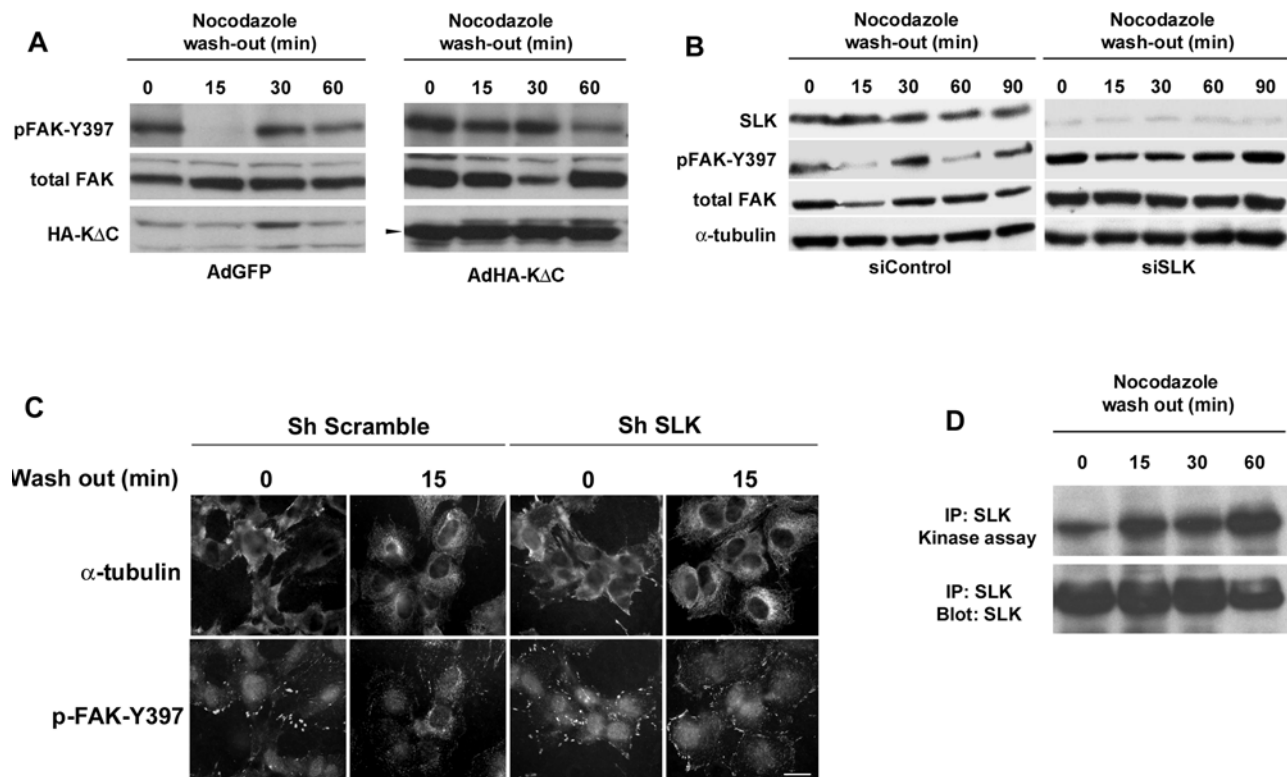 A
Nocodazole
wash-out (min)
0 15 30 60
Nocodazole
wash-out (min)
0 15 30 60
pFAK-Y397
total FAK
HA-KΔC
AdGFP
AdHA-KΔC
B
Nocodazole
wash-out (min)
0 15 30 60 90
Nocodazole
wash-out (min)
0 15 30 60 90
SLK
pFAK-Y397
total FAK
α-tubulin
siControl
siSLK
C
Sh Scramble
Sh SLK
Wash out (min)
0 15 0 15
α-tubulin
p-FAK-Y397
D
Nocodazole
wash out (min)
0 15 30 60
IP: SLK
Kinase assay
IP: SLK
Blot: SLK